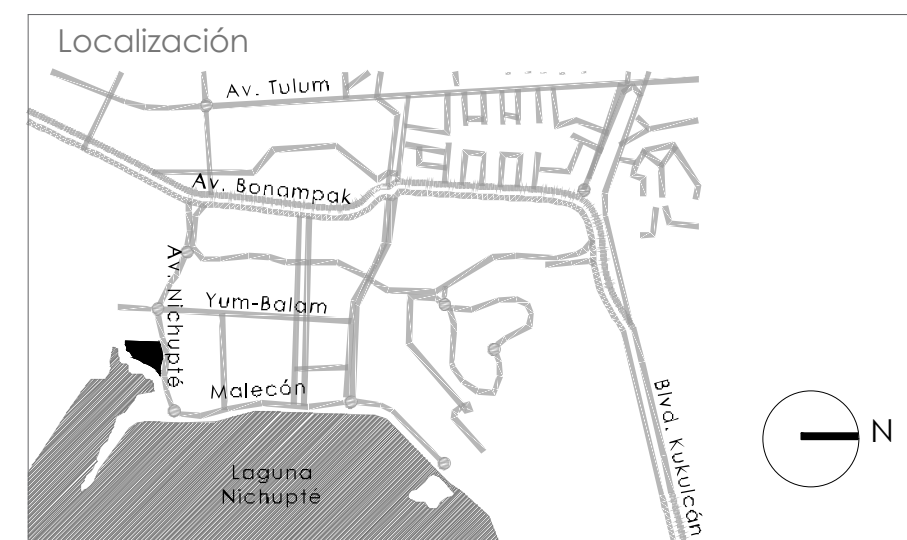 Localización
Av. Tulum
Av. Bonampak
Av. Nichupté
Yum-Balam
Malecón
Blvd. Kukulcán
N
Laguna
Nichupté